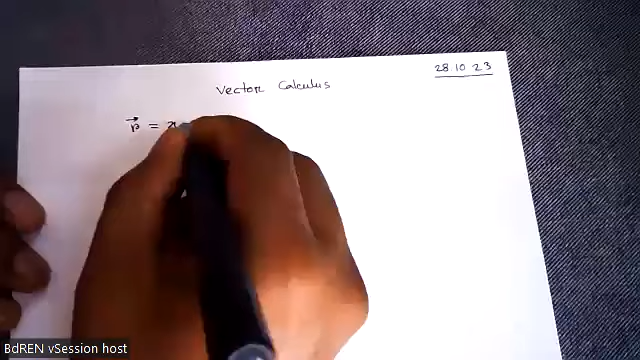 28.10.23
Vector Calculus
r⃗ = x
BdREN vSession host